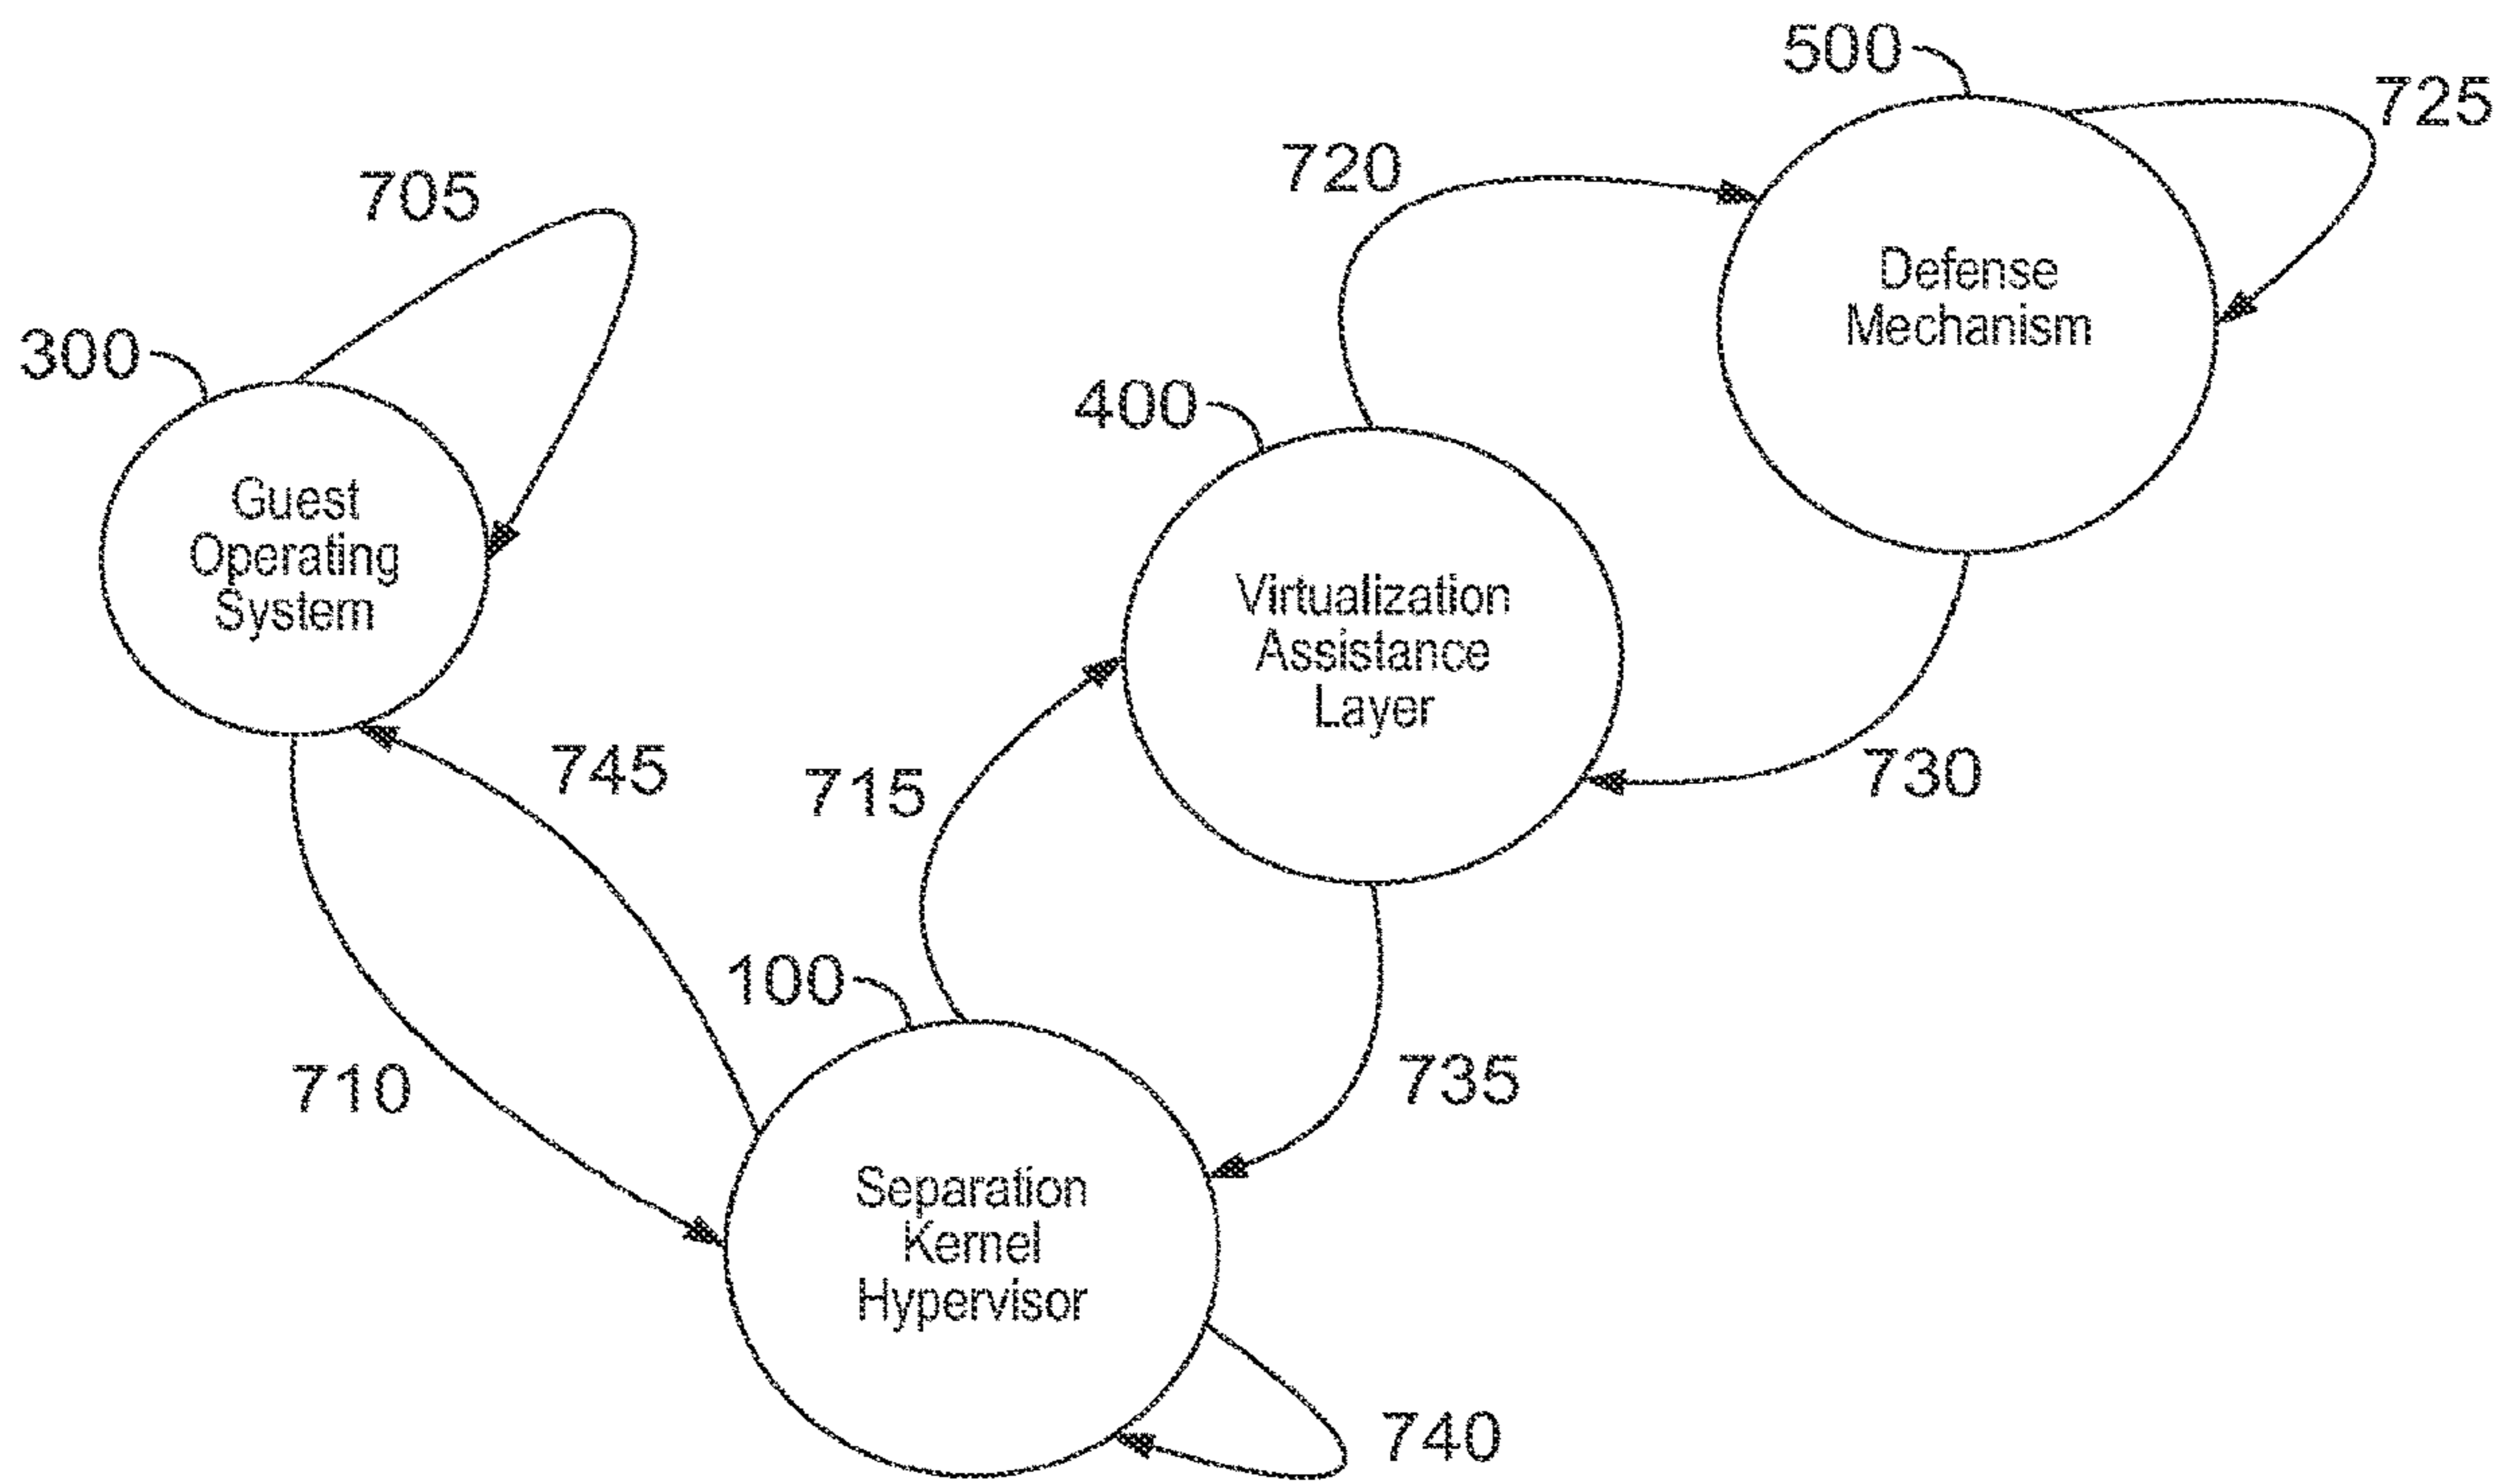 500
725
720
705
Defense
Mechanism
300
400
Guest
Operating
System
Virtualization
Assistance
Layer
745
715
730
100
710
735
Separation
Kernel
Hypervisor
740